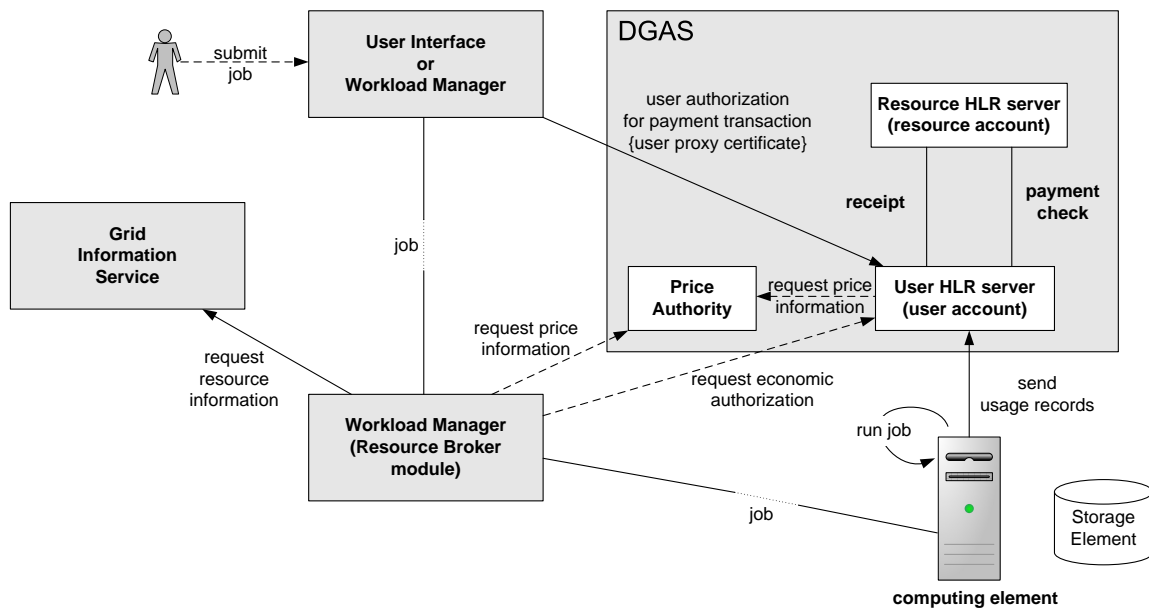 DGAS
submit
job
User Interface
or
Workload Manager
user authorization
for payment transaction
{user proxy certificate}
Resource HLR server
(resource account)
receipt
payment
check
Grid
Information
Service
job
Price
Authority
request price
information
User HLR server
(user account)
request price
information
request
resource
information
request economic
authorization
send
usage records
Workload Manager
(Resource Broker
module)
run job
job
Storage
Element
computing element